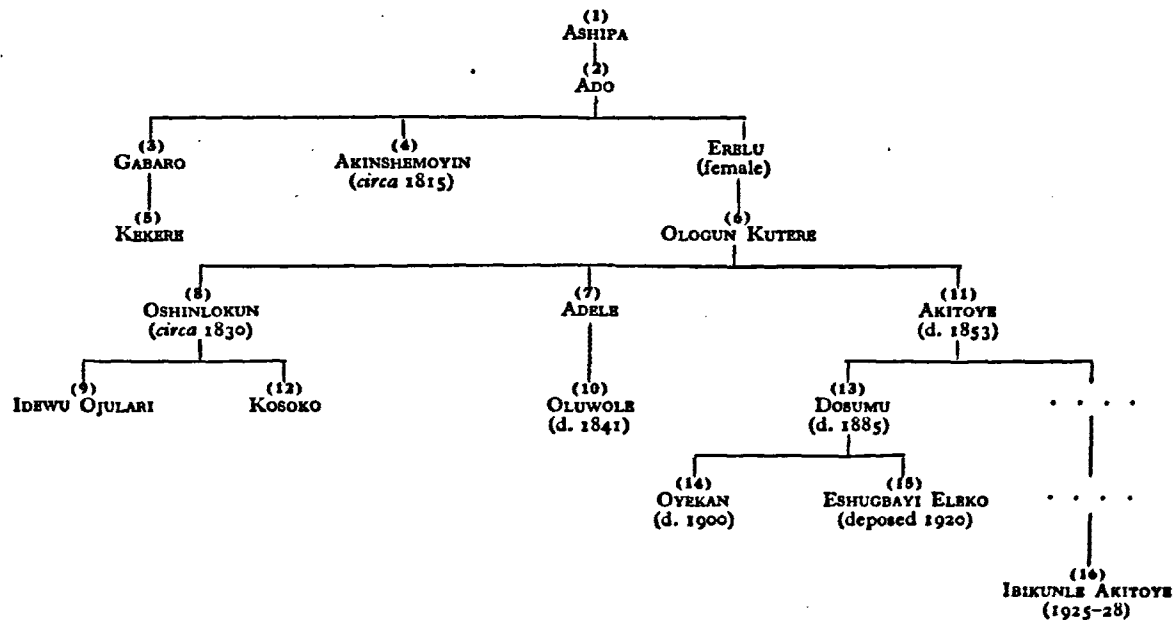 (1)
ASHIPA
(2)
ADO
(3)
GABARO
(4)
AKINSHEMOYIN
(circa 1815)
ERELU
(female)
(5)
KEKERE
(6)
OLOGUN KUTERE
(8)
OSHINLOKUN
(circa 1830)
(7)
ADELE
(11)
AKITOYE
(d. 1853)
(9)
IDEWU OJULARI
(12)
KOSOKO
(10)
OLUWOLE
(d. 1841)
(13)
DOSUMU
(d. 1885)
. . . .
(14)
OYEKAN
(d. 1900)
(15)
ESHUGBAYI ELEKO
(deposed 1920)
. . . .
(16)
IBIKUNLE AKITOYE
(1925–28)